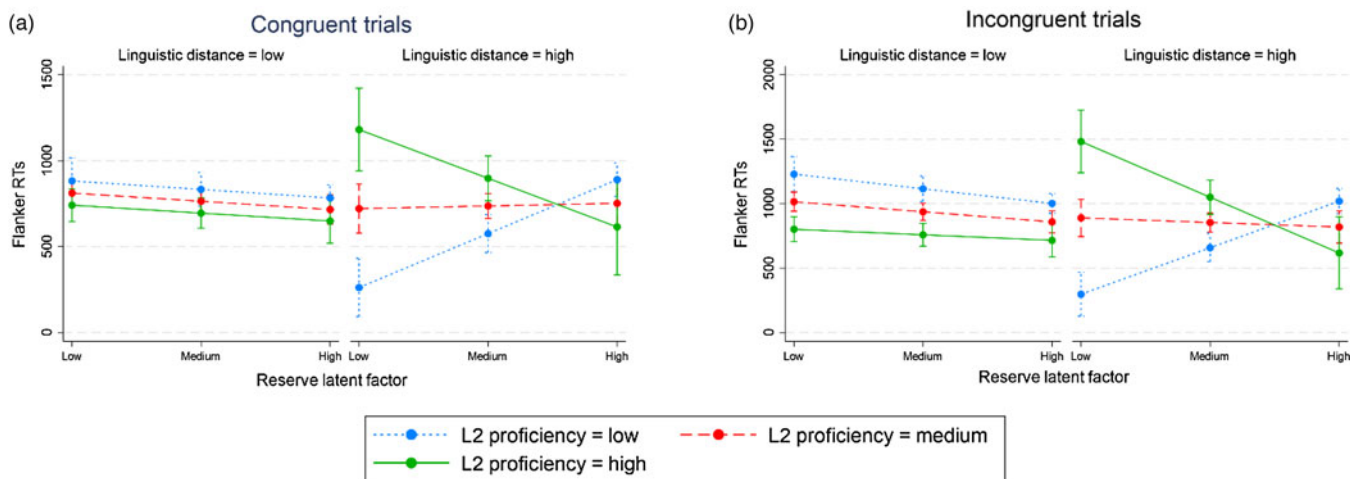 (a)
Congruent trials
Linguistic distance = low
Linguistic distance = high
Flanker RTs
1500
1000
500
0
Low
Medium
High
Low
Medium
High
Reserve latent factor
(b)
Incongruent trials
Linguistic distance = low
Linguistic distance = high
Flanker RTs
2000
1500
1000
500
0
Low
Medium
High
Low
Medium
High
Reserve latent factor
L2 proficiency = low
L2 proficiency = medium
L2 proficiency = high